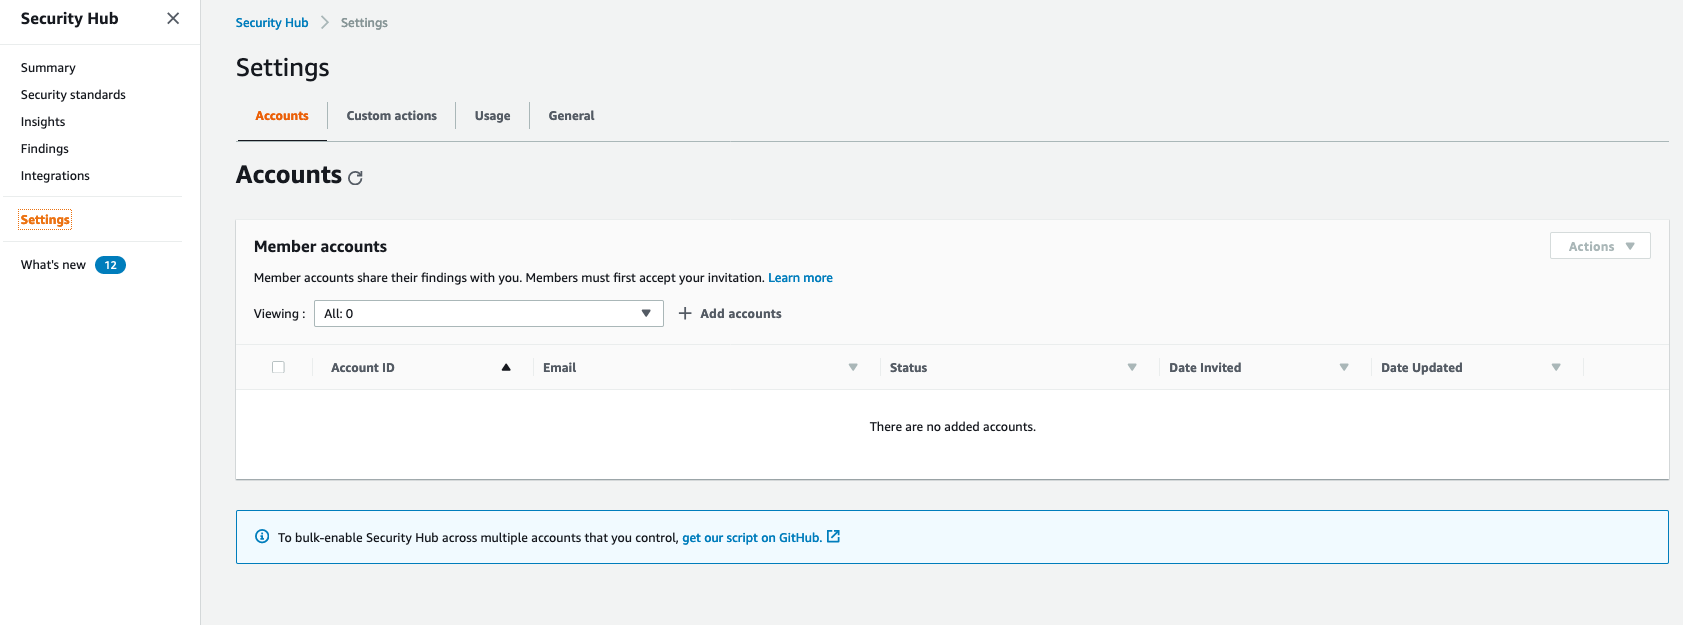 Security Hub
Summary
Security standards
Insights
Findings
Integrations
Settings
What's new 12
Security Hub Settings
Settings
Accounts Custom actions Usage General
Accounts
Member accounts
Actions
Member accounts share their findings with you. Members must first accept your invitation. Learn more
Viewing : All: 0 Add accounts
Account ID Email Status Date Invited Date Updated
There are no added accounts.
To bulk-enable Security Hub across multiple accounts that you control, get our script on GitHub.